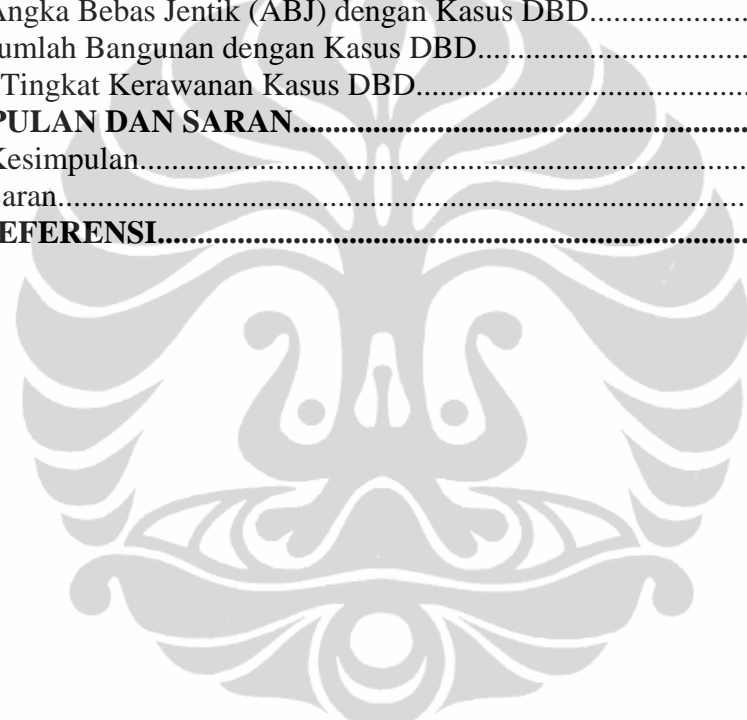 Angka Bebas Jentik (ABJ) dengan Kasus DBD....................
umlah Bangunan dengan Kasus DBD...................................
Tingkat Kerawanan Kasus DBD...........................................
PULAN DAN SARAN............................................................
Kesimpulan............................................................................
aran........................................................................................
EFERENSI............................................................................